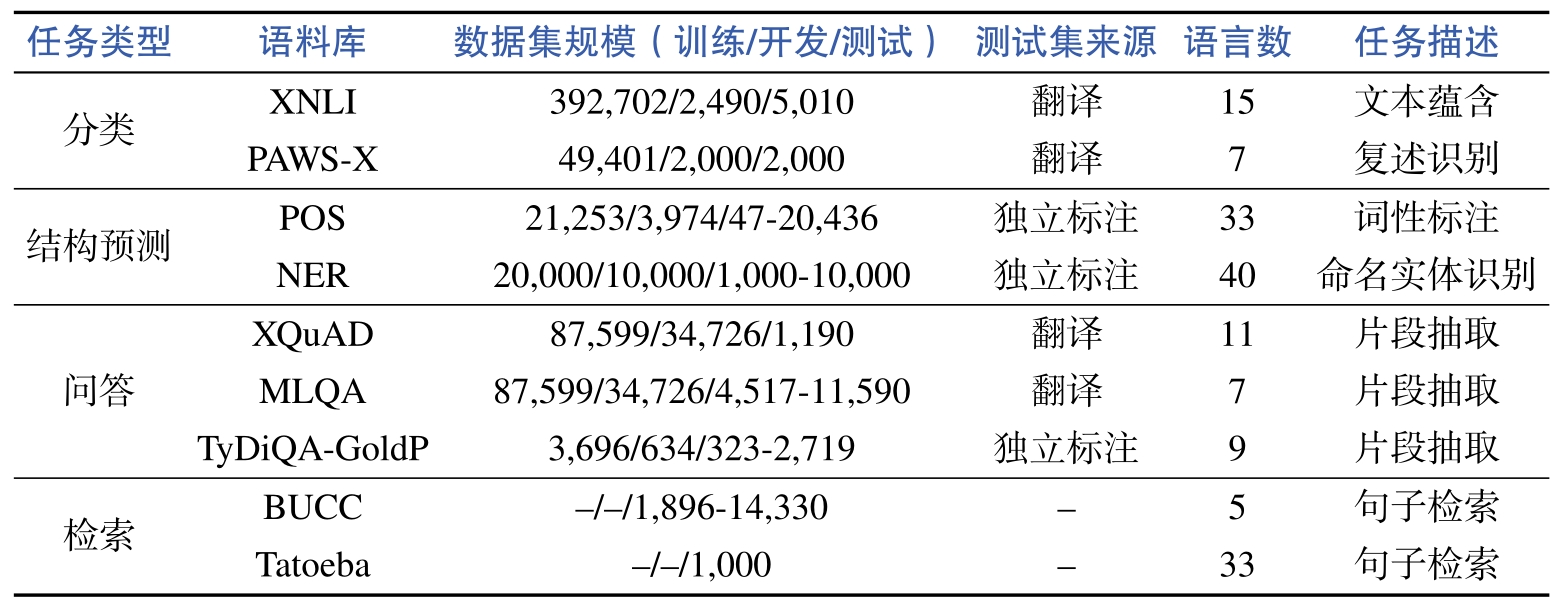 任务类型 语料库 数据集规模（训练/开发/测试） 测试集来源 语言数 任务描述
分类
XNLI 392,702/2,490/5,010 翻译 15 文本蕴含
PAWS-X 49,401/2,000/2,000 翻译 7 复述识别
结构预测
POS 21,253/3,974/47-20,436 独立标注 33 词性标注
NER 20,000/10,000/1,000-10,000 独立标注 40 命名实体识别
问答
XQuAD 87,599/34,726/1,190 翻译 11 片段抽取
MLQA 87,599/34,726/4,517-11,590 翻译 7 片段抽取
TyDiQA-GoldP 3,696/634/323-2,719 独立标注 9 片段抽取
检索
BUCC –/–/1,896-14,330 – 5 句子检索
Tatoeba –/–/1,000 – 33 句子检索